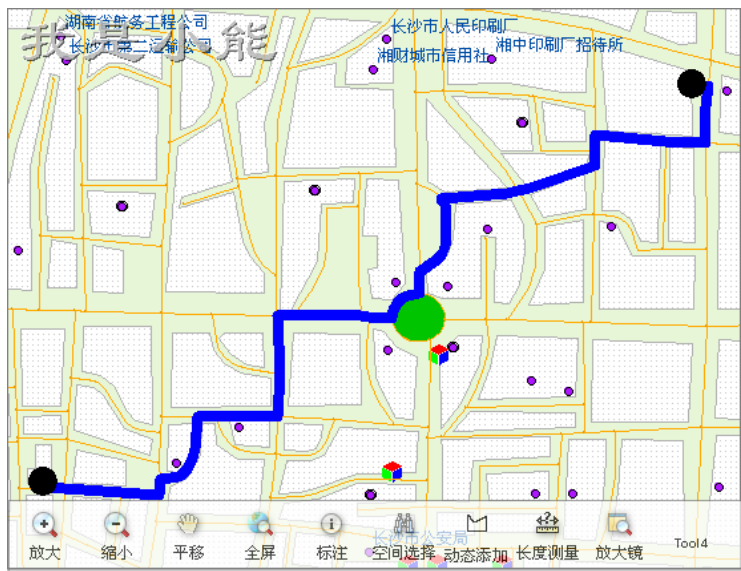 湖南省航务工程公司
我是小能
长沙市第二运输公司
长沙市人民印刷厂
湘财城市信用社
湘中印刷厂招待所
长沙市公安局
放大
缩小
平移
全屏
标注
空间选择
动态添加
长度测量
放大镜
Tool4